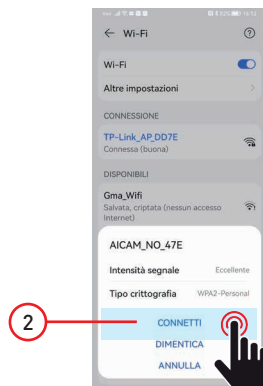 Wi-Fi
Wi-Fi
Altre impostazioni
CONNESSIONE
TP-Link_AP_DD7E
Connessa (buona)
DISPONIBILI
Gma_Wifi
Salvata, criptata (nessun accesso
Internet)
AICAM_NO_47E
Intensità segnale Eccellente
Tipo crittografia WPA2-Personal
2
CONNETTI
DIMENTICA
ANNULLA